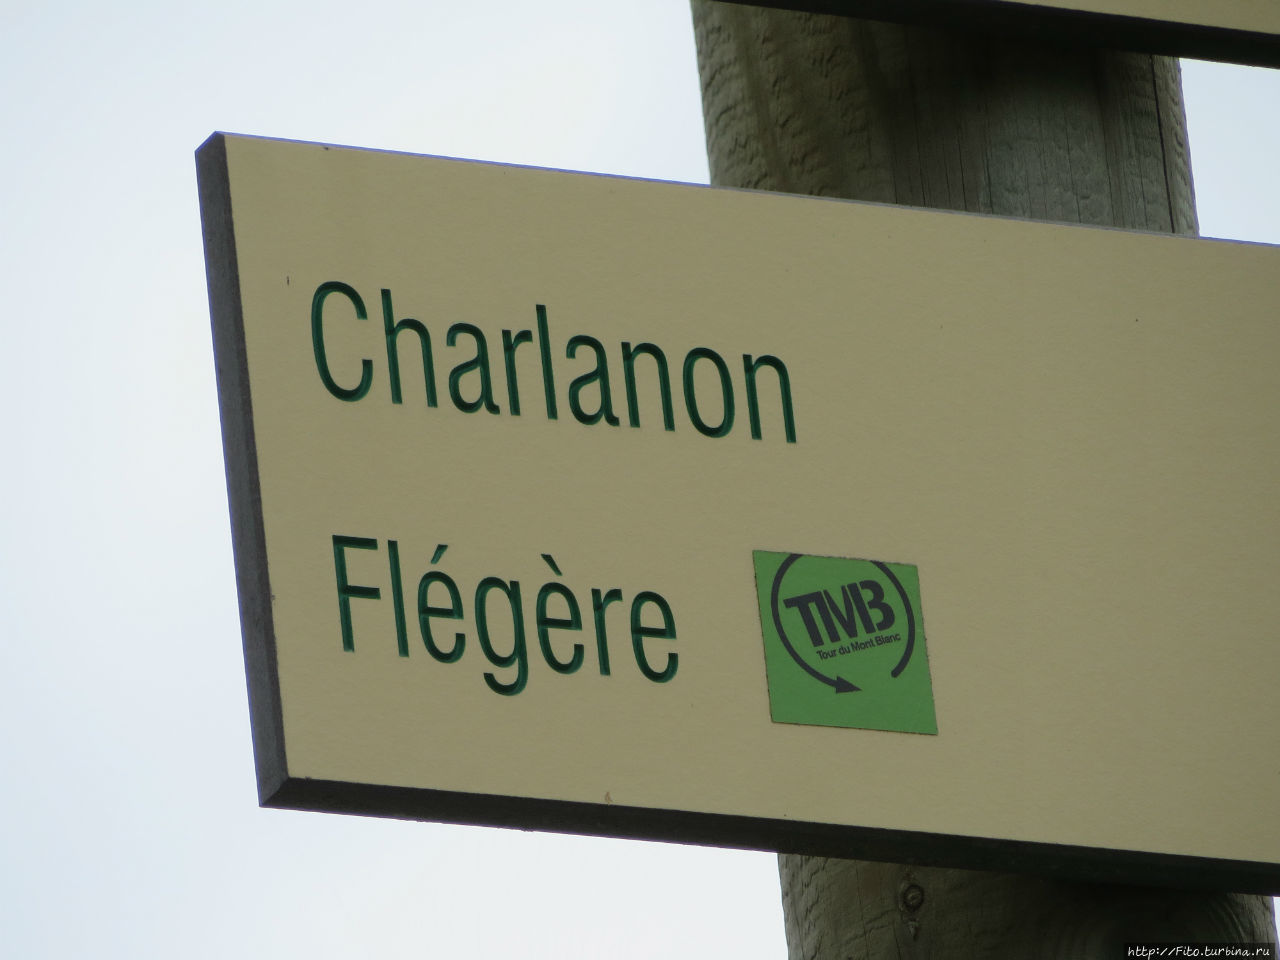 Charlanon
Flégère
TMB
Tour du Mont Blanc
http://Fito.turbina.ru